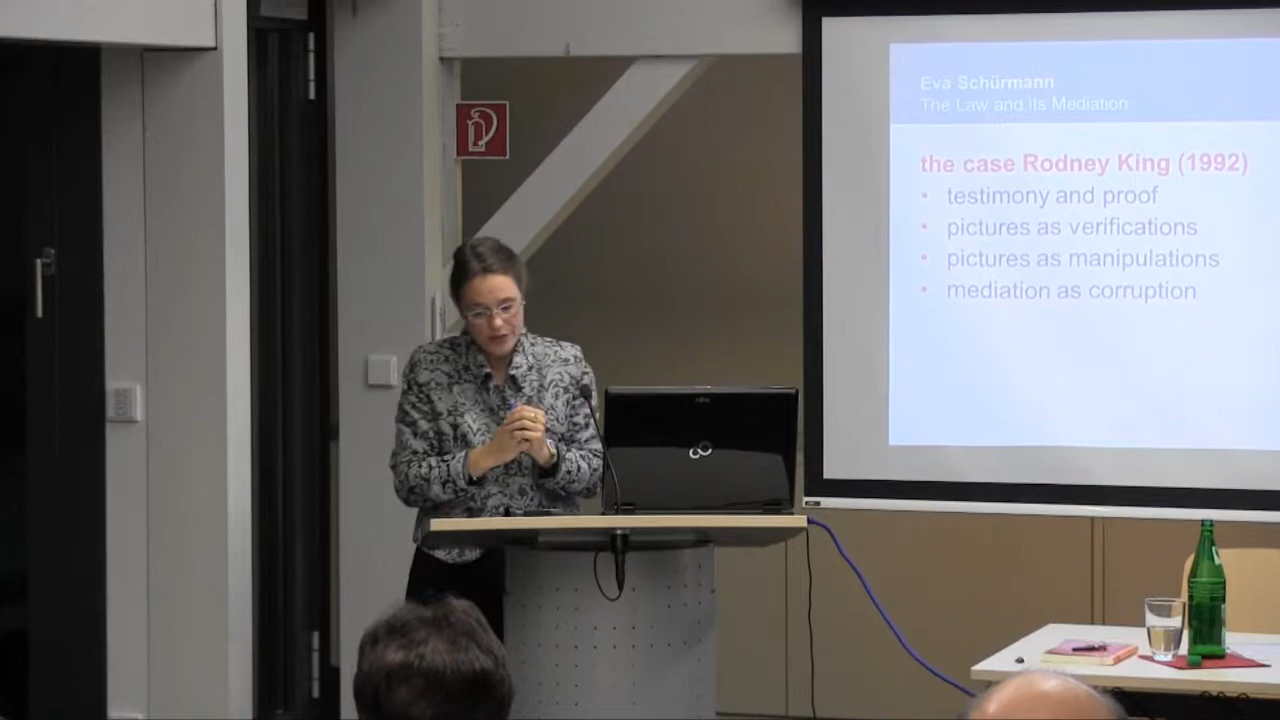 Eva Schürmann
The Law and its Mediation
the case Rodney King (1992)
• testimony and proof
• pictures as verifications
• pictures as manipulations
• mediation as corruption